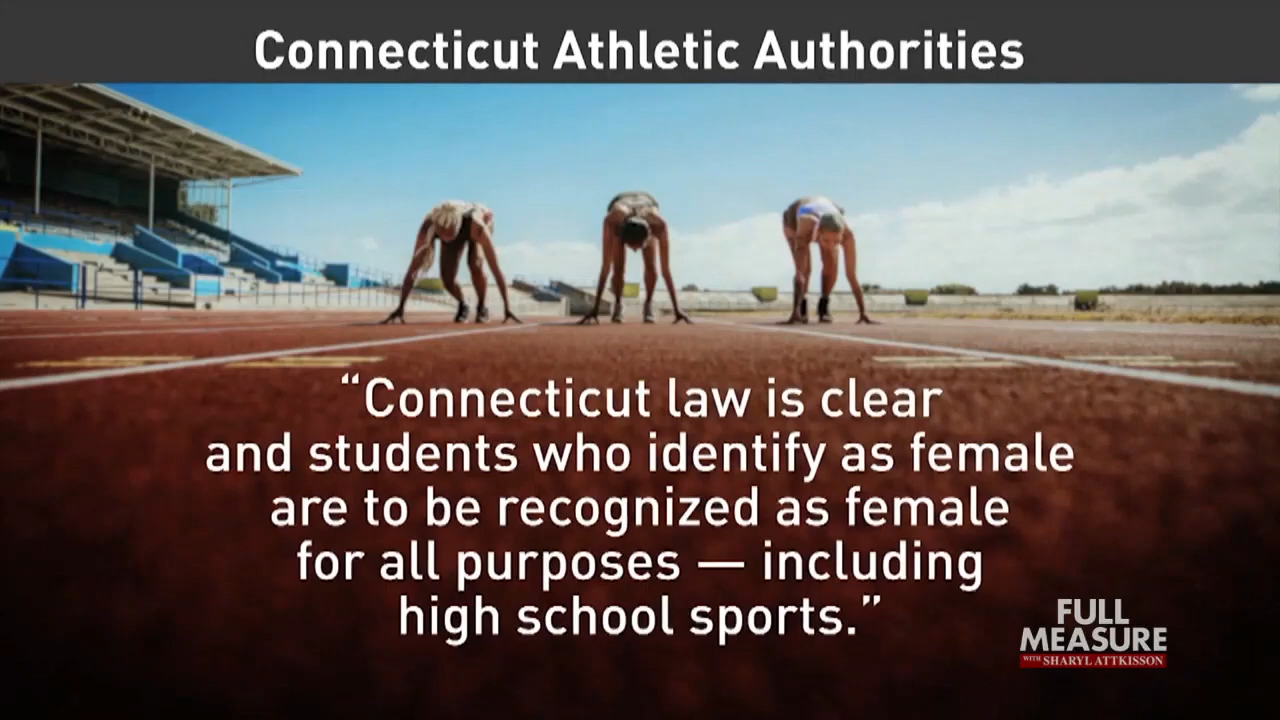 Connecticut Athletic Authorities
“Connecticut law is clear
and students who identify as female
are to be recognized as female
for all purposes — including
high school sports.”
FULL
MEASURE
WITH SHARYL ATTKISSON